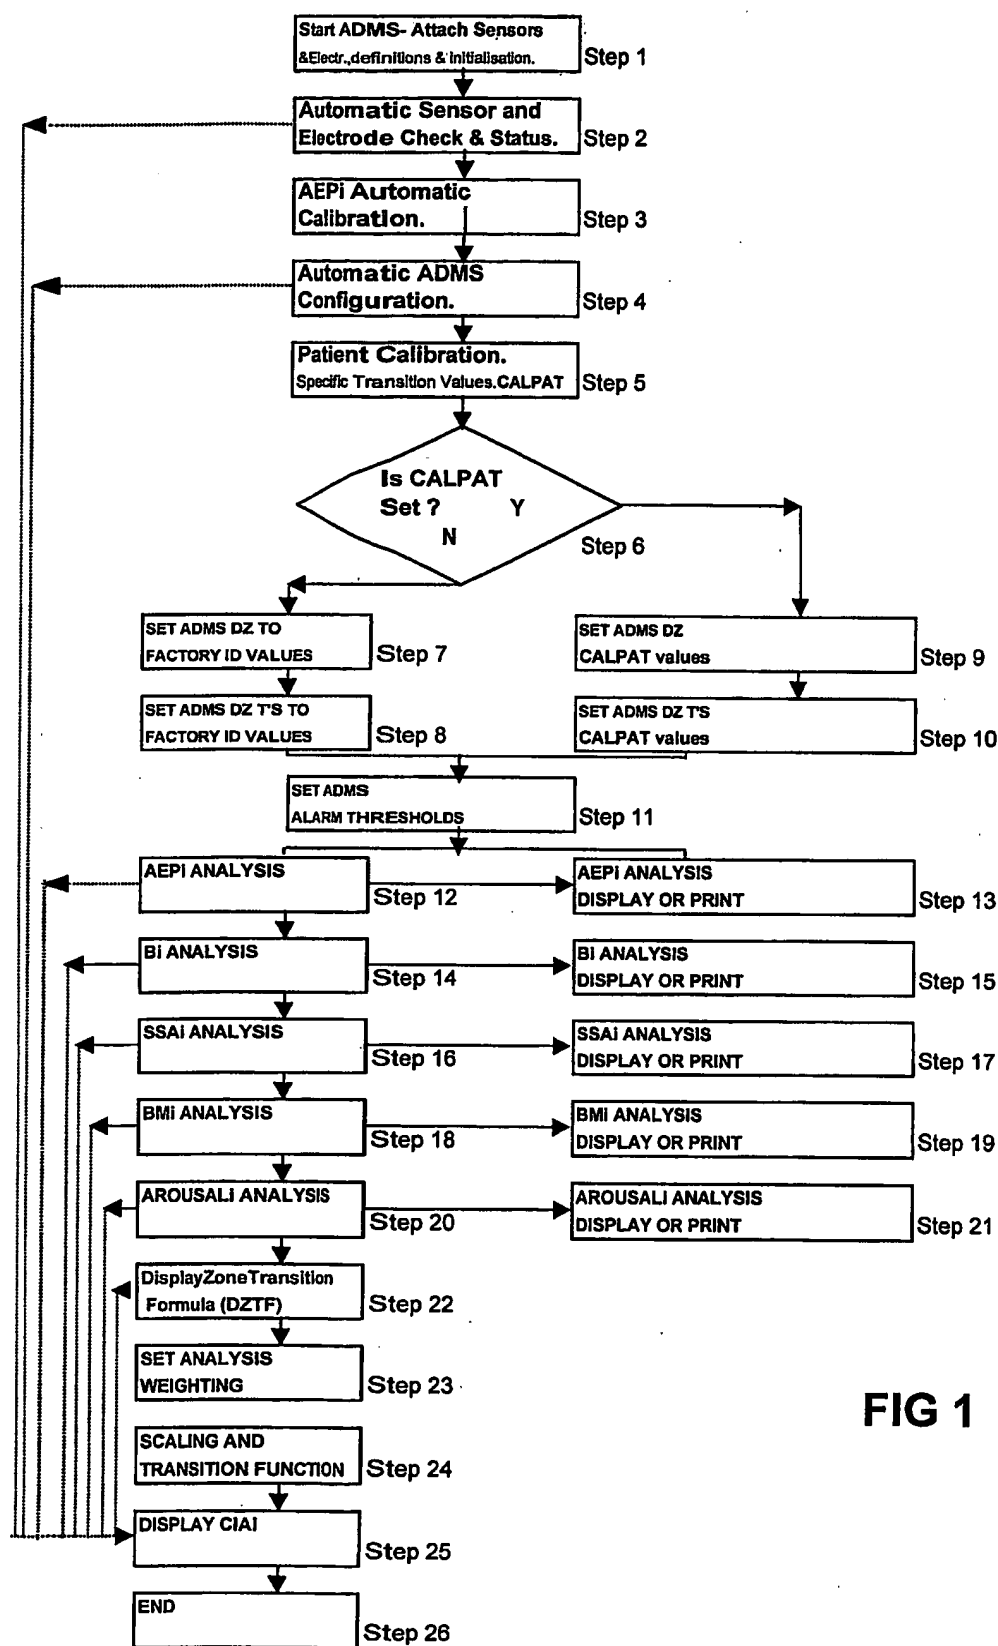 Start ADMS- Attach Sensors
&Electr.,definitions & initialisation.
Step 1
Automatic Sensor and
Electrode Check & Status.
Step 2
AEPi Automatic
Calibration.
Step 3
Automatic ADMS
Configuration.
Step 4
Patient Calibration.
Specific Transition Values.CALPAT
Step 5
Is CALPAT
Set ? Y
N
Step 6
SET ADMS DZ TO
FACTORY ID VALUES
Step 7
SET ADMS DZ
CALPAT values
Step 9
SET ADMS DZ T'S TO
FACTORY ID VALUES
Step 8
SET ADMS DZ T'S
CALPAT values
Step 10
SET ADMS
ALARM THRESHOLDS
Step 11
AEPi ANALYSIS
Step 12
AEPi ANALYSIS
DISPLAY OR PRINT
Step 13
Bi ANALYSIS
Step 14
Bi ANALYSIS
DISPLAY OR PRINT
Step 15
SSAi ANALYSIS
Step 16
SSAi ANALYSIS
DISPLAY OR PRINT
Step 17
BMi ANALYSIS
Step 18
BMi ANALYSIS
DISPLAY OR PRINT
Step 19
AROUSALi ANALYSIS
Step 20
AROUSALi ANALYSIS
DISPLAY OR PRINT
Step 21
DisplayZoneTransition
Formula (DZTF)
Step 22
SET ANALYSIS
WEIGHTING
Step 23
FIG 1
SCALING AND
TRANSITION FUNCTION
Step 24
DISPLAY CIAI
Step 25
END
Step 26